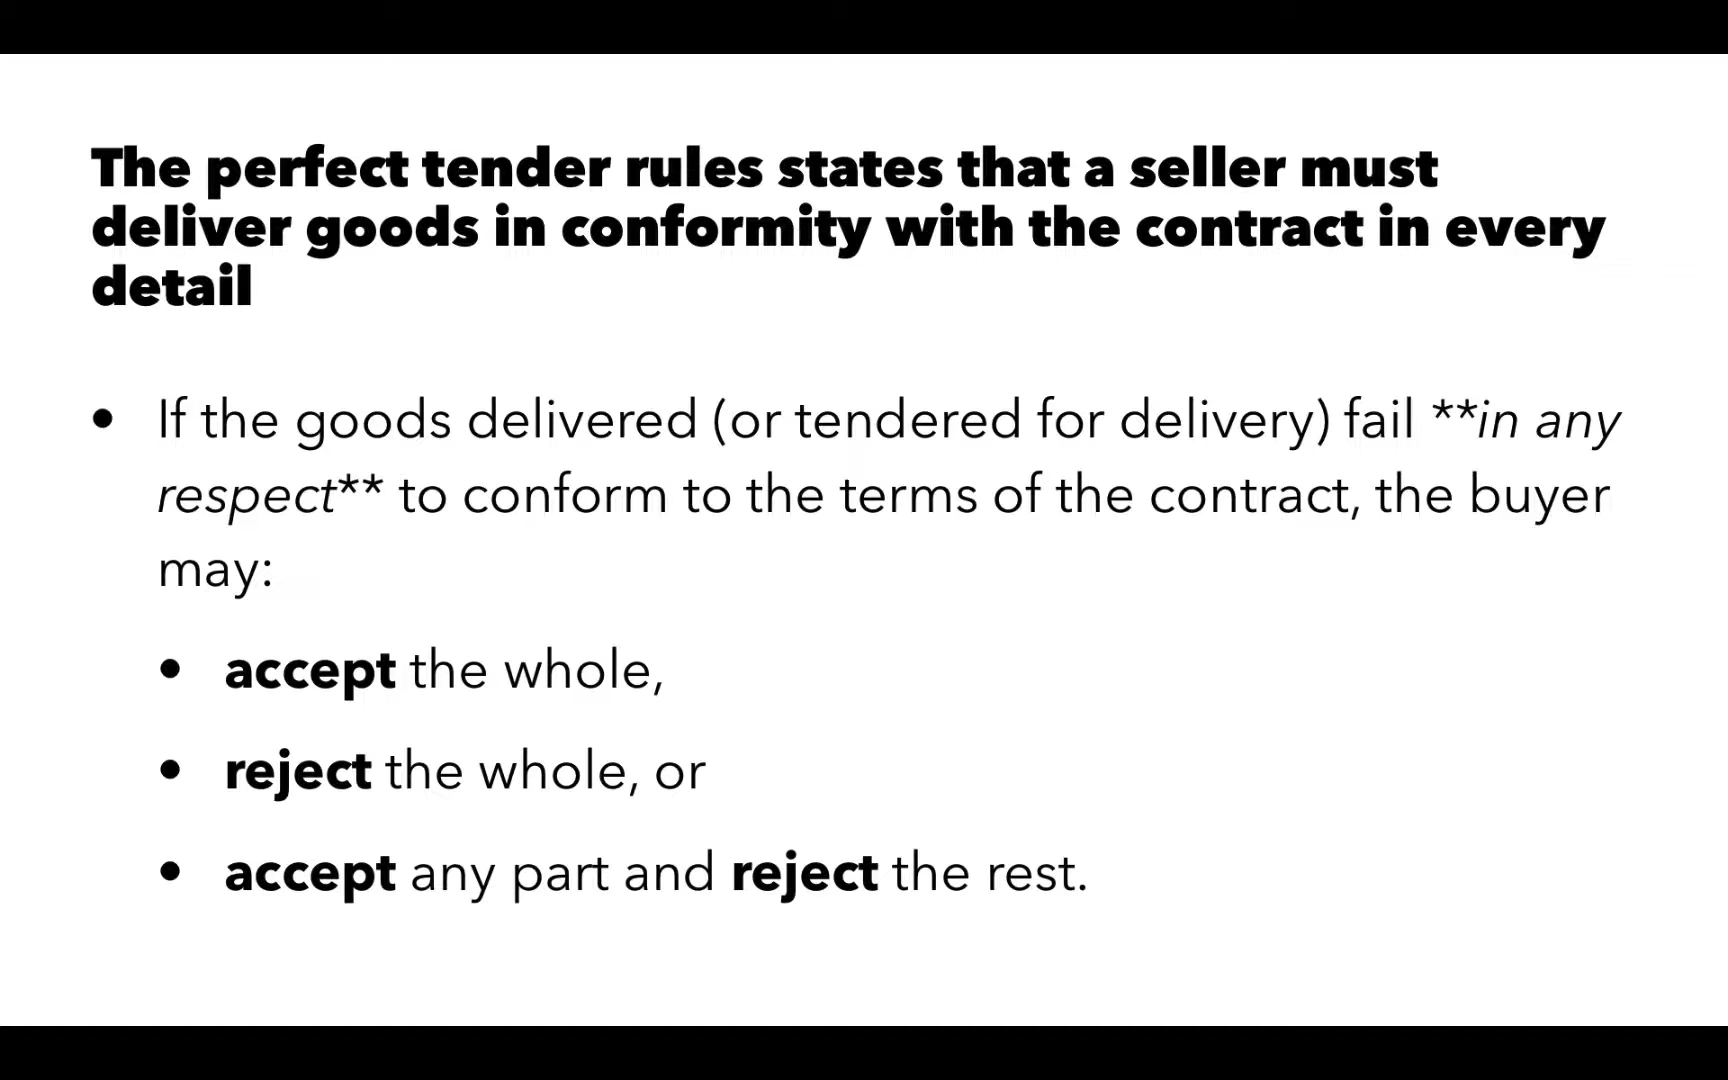 The perfect tender rules states that a seller must
deliver goods in conformity with the contract in every
detail
• If the goods delivered (or tendered for delivery) fail **in any
respect** to conform to the terms of the contract, the buyer
may:
• accept the whole,
• reject the whole, or
• accept any part and reject the rest.